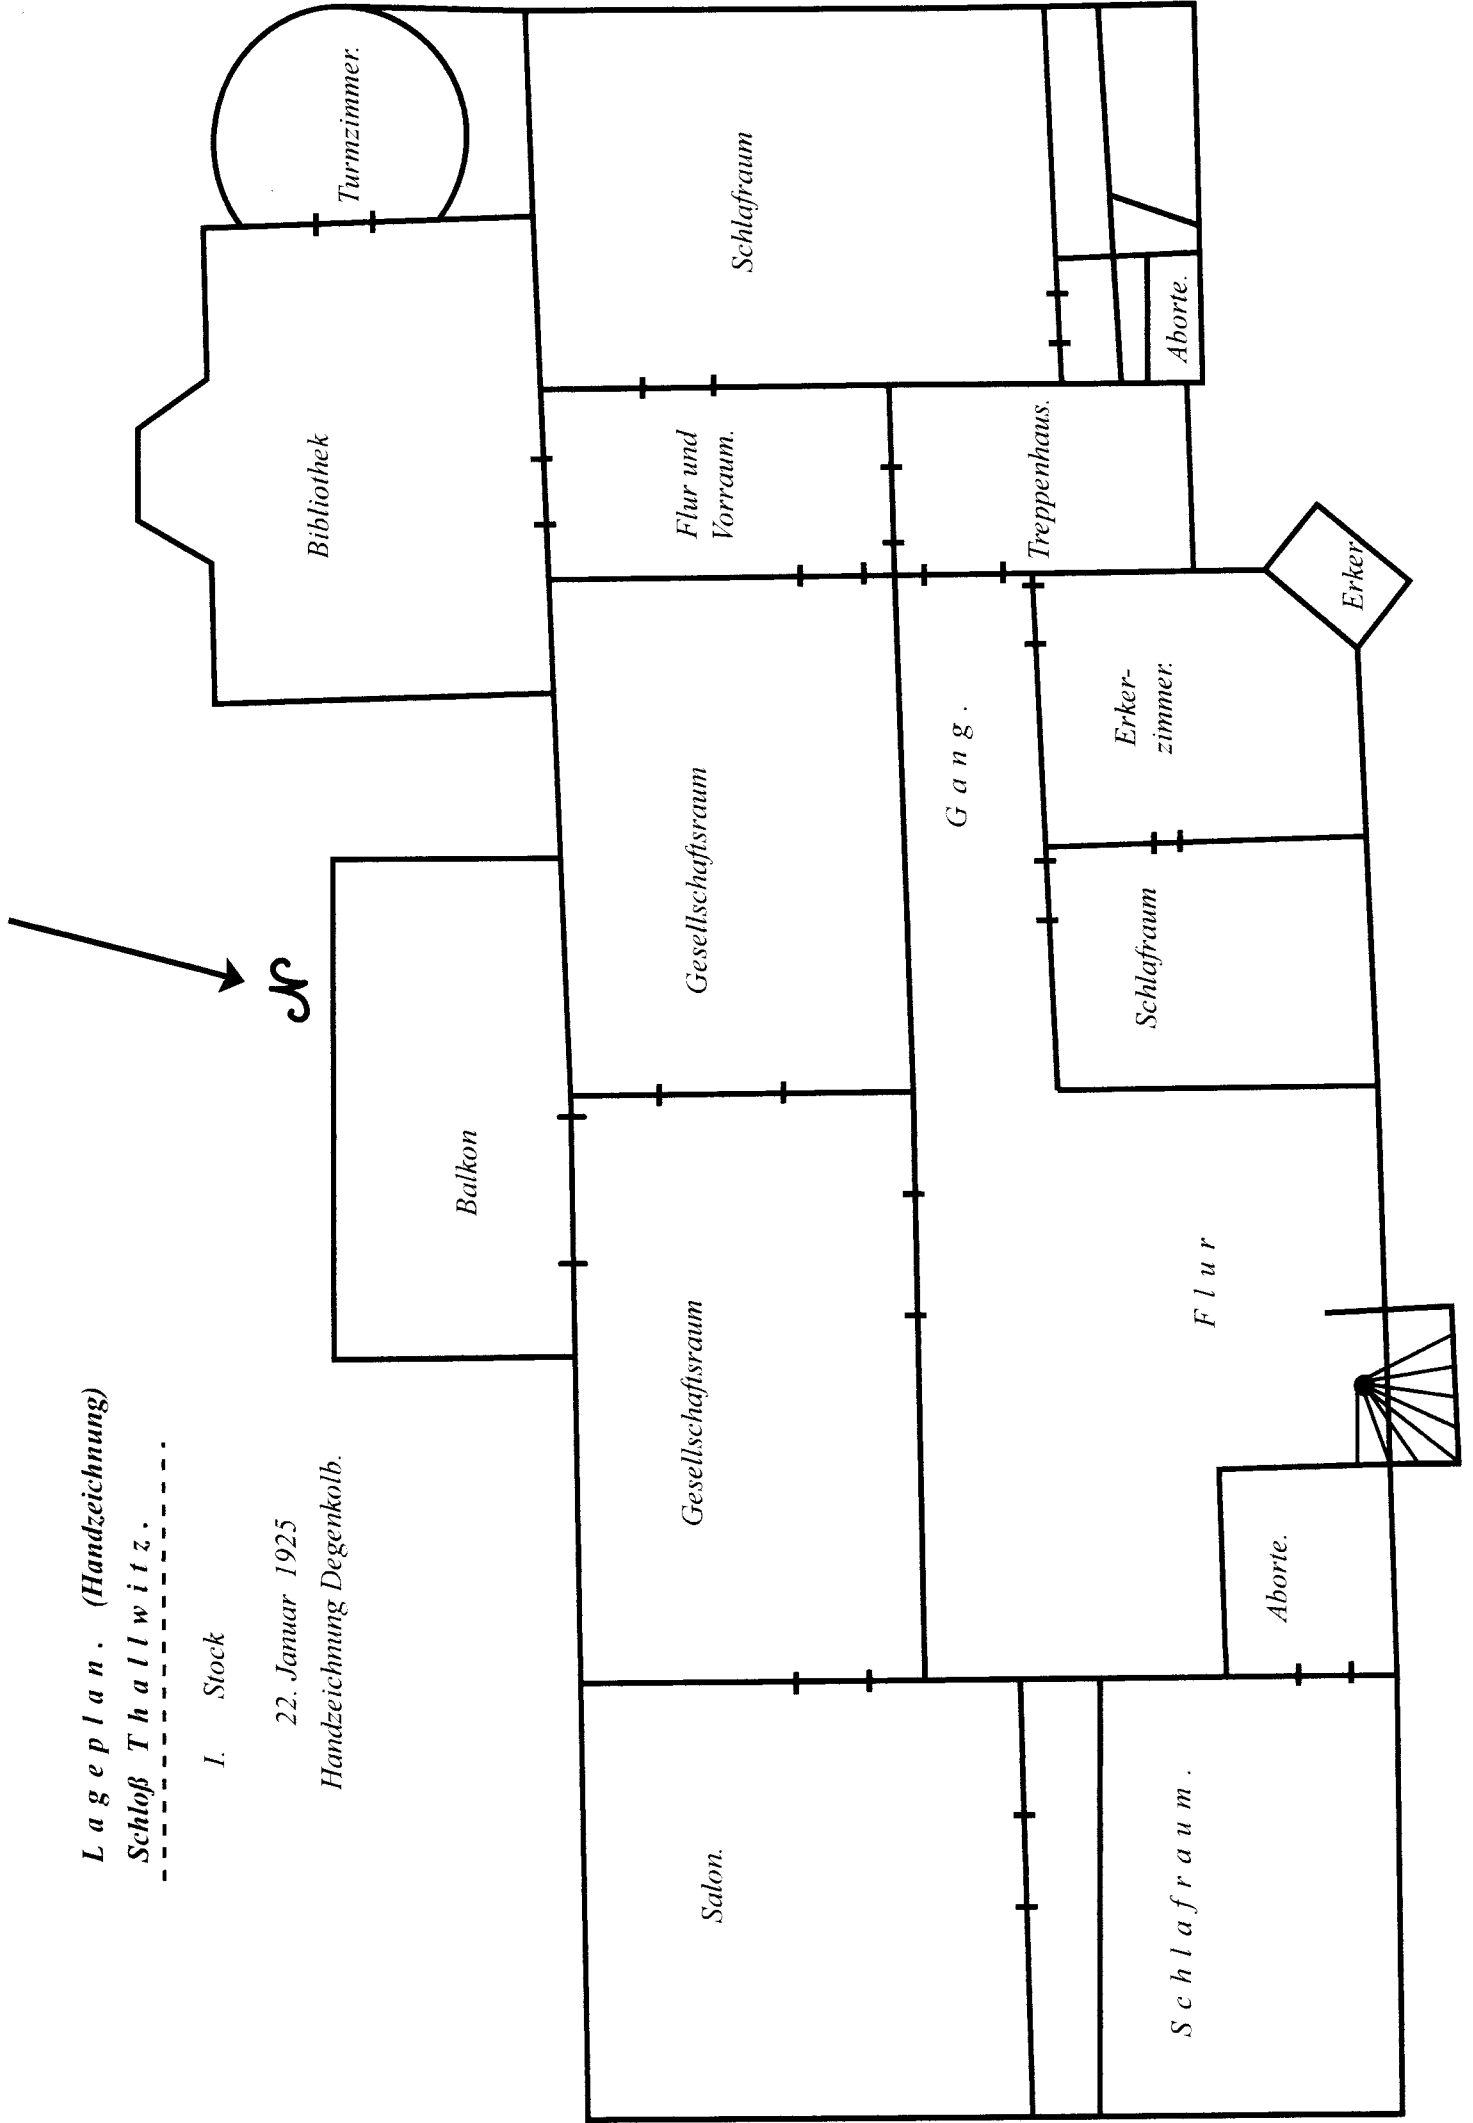 Lageplan. (Handzeichnung)
Schloß Thallwitz.
I. Stock
22. Januar 1925
Handzeichnung Degenkolb.
N
Turmzimmer.
Bibliothek
Balkon
Schlafraum
Flur und
Vorraum.
Gesellschaftsraum
Gesellschaftsraum
Salon.
Gang.
Treppenhaus.
Aborte.
Erker-
zimmer.
Erker
Schlafraum
Flur
Aborte.
Schlafraum.